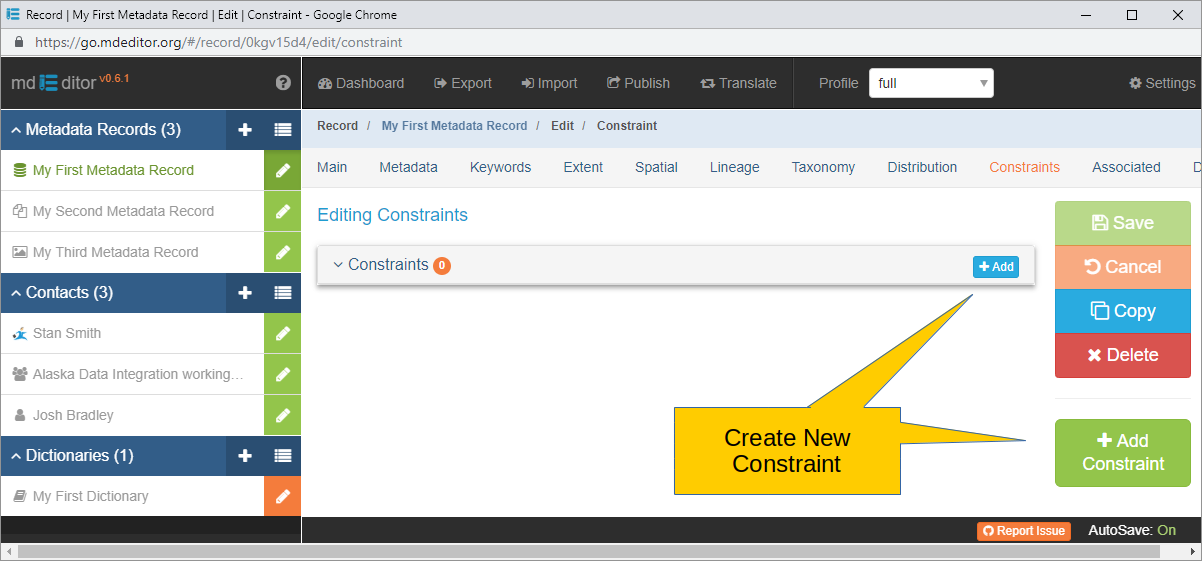 Record | My First Metadata Record | Edit | Constraint - Google Chrome
https://go.mdeditor.org/#/record/0kgv15d4/edit/constraint
md Editor v0.6.1
Dashboard Export Import Publish Translate Profile full Settings
Metadata Records (3)
My First Metadata Record
My Second Metadata Record
My Third Metadata Record
Contacts (3)
Stan Smith
Alaska Data Integration working...
Josh Bradley
Dictionaries (1)
My First Dictionary
Record / My First Metadata Record / Edit / Constraint
Main Metadata Keywords Extent Spatial Lineage Taxonomy Distribution Constraints Associated D
Editing Constraints
Constraints 0 Add
Create New
Constraint
Save
Cancel
Copy
Delete
Add
Constraint
Report Issue AutoSave: On